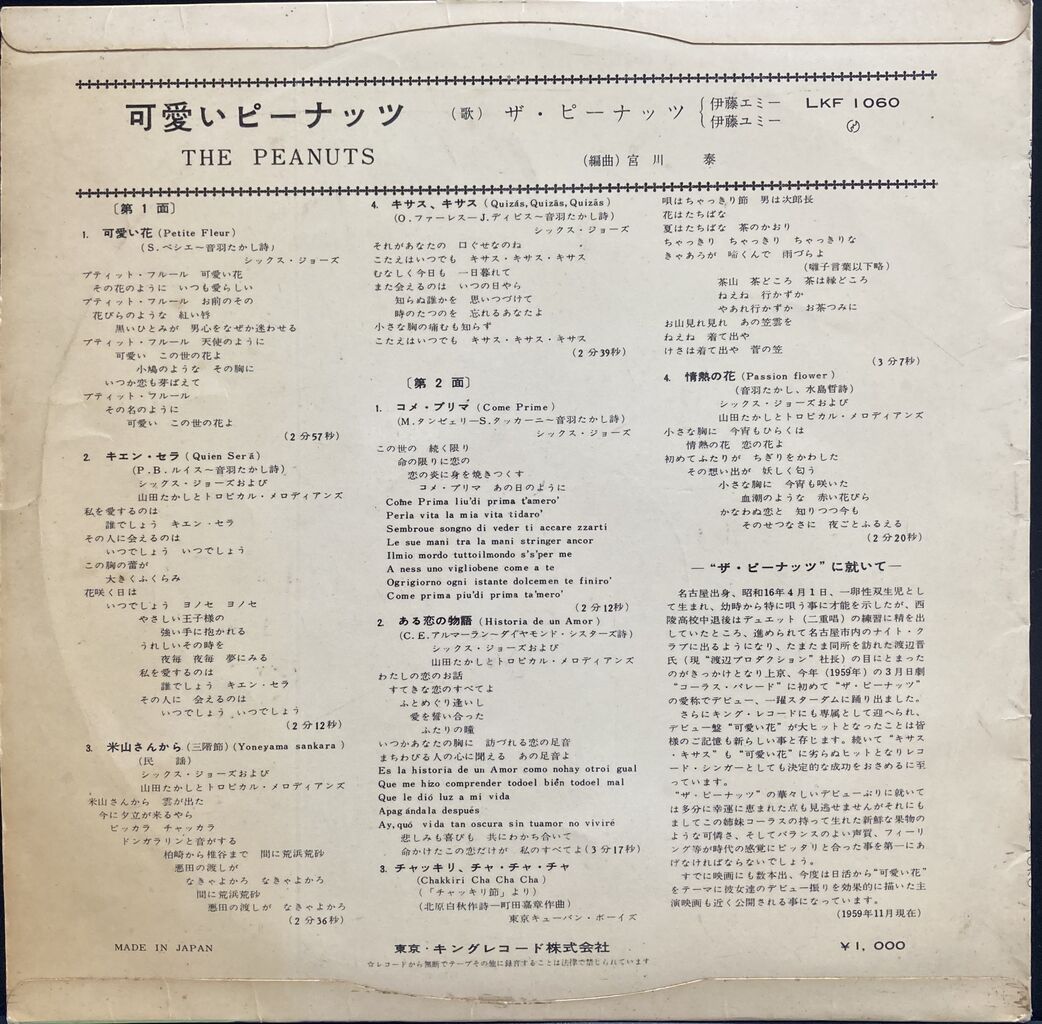 可愛いピーナッツ
THE PEANUTS
(歌) ザ・ピーナッツ{伊藤エミー
伊藤ユミー
LKF 1060
(編曲) 宮川 泰
〔第1面〕
1. 可愛い花 (Petite Fleur)
(S.ベシエ〜音羽たかし詩)
シックス・ジョーズ
プティット・フルール 可愛い花
その花のように いつも愛らしい
プティット・フルール お前のその
花びらのような 紅い唇
黒いひとみが 男心をなぜか迷わせる
プティット・フルール 天使のように
可愛い この世の花よ
小鳩のような その胸に
いつか恋も芽ばえて
プティット・フルール
その名のように
可愛い この世の花よ
(2分57秒)
2. キエン・セラ (Quien Será)
(P.B.ルイス〜音羽たかし詩)
シックス・ジョーズおよび
山田たかしとトロピカル・メロディアンズ
私を愛するのは
誰でしょう キエン・セラ
その人に会えるのは
いつでしょう いつでしょう
この胸の蕾が
大きくふくらみ
花咲く日は
いつでしょう ヨノセ ヨノセ
やさしい王子様の
強い手に抱かれる
うれしいその時を
夜毎 夜毎 夢にみる
私を愛するのは
誰でしょう キエン・セラ
その人に 会えるのは
いつでしょう いつでしょう
(2分12秒)
3. 米山さんから (三階節) (Yoneyama sankara)
(民 謡)
シックス・ジョーズおよび
山田たかしとトロピカル・メロディアンズ
米山さんから 雲が出た
今に夕立が来るやら
ピッカラ チャッカラ
ドンガラリンと音がする
柏崎から椎谷まで 間に荒浜荒砂
悪田の渡しが
なきゃよかろ なきゃよかろ
間に荒浜荒砂
悪田の渡しが なきゃよかろ
(2分36秒)
4. キサス、キサス (Quizás, Quizás, Quizás)
(O.ファーレス—J.デイビス〜音羽たかし詩)
シックス・ジョーズ
それがあなたの 口ぐせなのね
こたえはいつでも キサス・キサス・キサス
むなしく今日も 一日暮れて
また会えるのは いつの日やら
知らぬ誰かを 思いつづけて
時のたつのを 忘れるあなたよ
小さな胸の痛むも知らず
こたえはいつでも キサス・キサス・キサス
(2分39秒)
〔第2面〕
1. コメ・プリマ (Come Prime)
(M.タンゼェリ—S.タッカーニ〜音羽たかし詩)
シックス・ジョーズ
この世の 続く限り
命の限りに恋の
恋の炎に身を焼きつくす
コメ・プリマ あの日のように
Come Prima liu'di prima t'amero'
Perla vita la mia vita tidaro'
Sembroue songno di veder ti accare zzarti
Le sue mani tra la mani stringer ancor
Ilmio mordo tuttoilmondo s's'per me
A ness uno vigliobene come a te
Ogrigiorno ogni istante dolcemen te finiro'
Come prima piu'di prima ta'mero'
(2分12秒)
2. ある恋の物語 (Historia de un Amor)
(C.E.アルマーラン〜ダイヤモンド・シスターズ詩)
シックス・ジョーズおよび
山田たかしとトロピカル・メロディアンズ
わたしの恋のお話
すてきな恋のすべてよ
ふとめぐり逢いし
愛を誓い合った
ふたりの瞳
いつかあなたの胸に 訪づれる恋の足音
まちわびる人の心に聞える あの足音よ
Es la historia de un Amor como nohay otroi gual
Que me hizo comprender todoel bien todoel mal
Que le dió luz a mi vida
Apag ándala después
Ay, quó vida tan oscura sin tuamor no viviré
悲しみも喜びも 共にわかち合いて
命かけたこの恋だけが 私のすべてよ(3分17秒)
3. チャッキリ、チャ・チャ・チャ
(Chakkiri Cha Cha Cha)
(「チャッキリ節」より)
(北原白秋作詩—町田嘉章作曲)
東京キューバン・ボーイズ
唄はちゃっきり節 男は次郎長
花はたちばな
夏はたちばな 茶のかおり
ちゃっきり ちゃっきり ちゃっきりな
きゃあろが 啼くんで 雨づらよ
(囃子言葉以下略)
茶山 茶どころ 茶は縁どころ
ねえね 行かずか
やあれ行かずか お茶つみに
お山見れ見れ あの笠雲を
ねえね 着て出や
けさは着て出や 菅の笠
(3分7秒)
4. 情熱の花 (Passion flower)
(音羽たかし、水島哲詩)
シックス・ジョーズおよび
山田たかしとトロピカル・メロディアンズ
小さな胸に 今宵もひらくは
情熱の花 恋の花よ
初めてふたりが ちぎりをかわした
その想い出が 妖しく匂う
小さな胸に 今宵も咲いた
血潮のような 赤い花びら
かなわぬ恋と 知りつつ今も
そのせつなさに 夜ごとふるえる
(2分20秒)
—“ザ・ピーナッツ”に就いて—
名古屋出身、昭和16年4月1日、一卵性双生児とし
て生まれ、幼時から特に唄う事に才能を示したが、西
陵高校中退後はデュエット(二重唱)の練習に精を出
していたところ、進められて名古屋市内のナイト・ク
ラブに出るようになり、たまたま同所を訪れた渡辺晋
氏(現“渡辺プロダクション”社長)の目にとまった
のがきっかけとなり上京、今年(1959年)の3月日劇
“コーラス・パレード”に初めて“ザ・ピーナッツ”
の愛称でデビュー、一躍スターダムに踊り出ました。
さらにキング・レコードにも専属として迎へられ、
デビュー盤“可愛い花”が大ヒットとなったことは皆
様のご記憶も新らしい事と存じます。続いて“キサス
・キサス”も“可愛い花”に劣らぬヒットとなりレコ
ード・シンガーとしても決定的な成功をおさめるに至
っています。
“ザ・ピーナッツ”の華々しいデビューぶりに就いて
は多分に幸運に恵まれた点も見逃せませんがそれにも
ましてこの姉妹コーラスの持って生れた新鮮な果物の
ような可憐さ、そしてバランスのよい声質、フィーリ
ング等が時代の感覚にピッタリと合った事を第一にあ
げなければならないでしょう。
すでに映画にも数本出、今度は日活から“可愛い花”
をテーマに彼女達のデビュー振りを効果的に描いた主
演映画も近く公開される事になっています。
(1959年11月現在)
MADE IN JAPAN
東京・キングレコード株式会社
☆レコードから無断でテープその他に録音することは法律で禁じられています
¥1,000